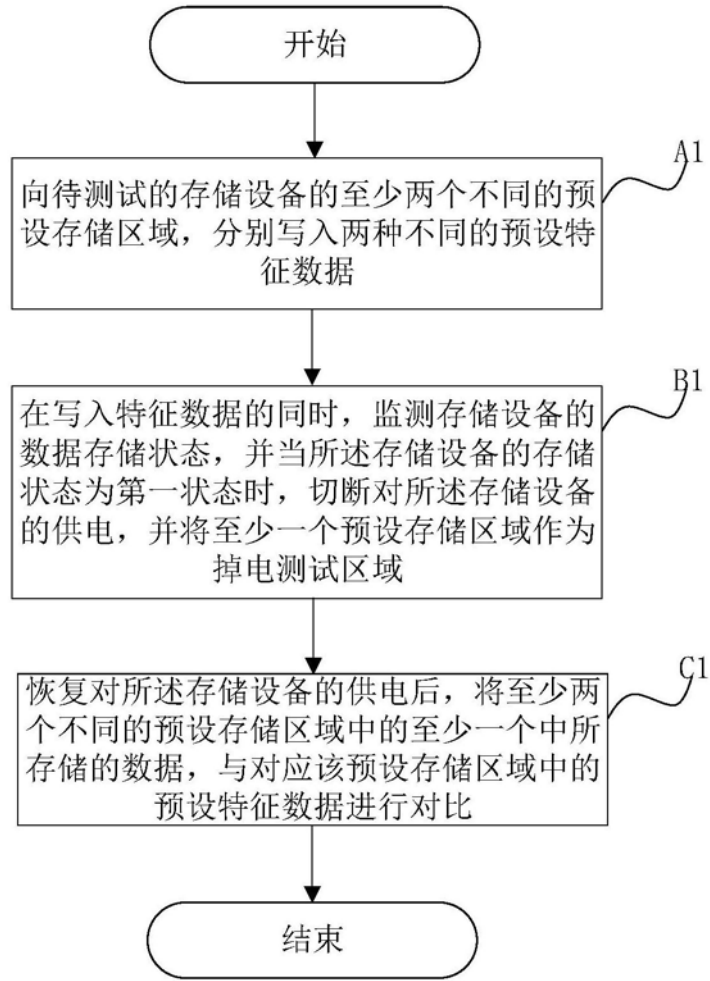 开始
A1
向待测试的存储设备的至少两个不同的预
设存储区域，分别写入两种不同的预设特
征数据
B1
在写入特征数据的同时，监测存储设备的
数据存储状态，并当所述存储设备的存储
状态为第一状态时，切断对所述存储设备
的供电，并将至少一个预设存储区域作为
掉电测试区域
C1
恢复对所述存储设备的供电后，将至少两
个不同的预设存储区域中的至少一个中所
存储的数据，与对应该预设存储区域中的
预设特征数据进行对比
结束